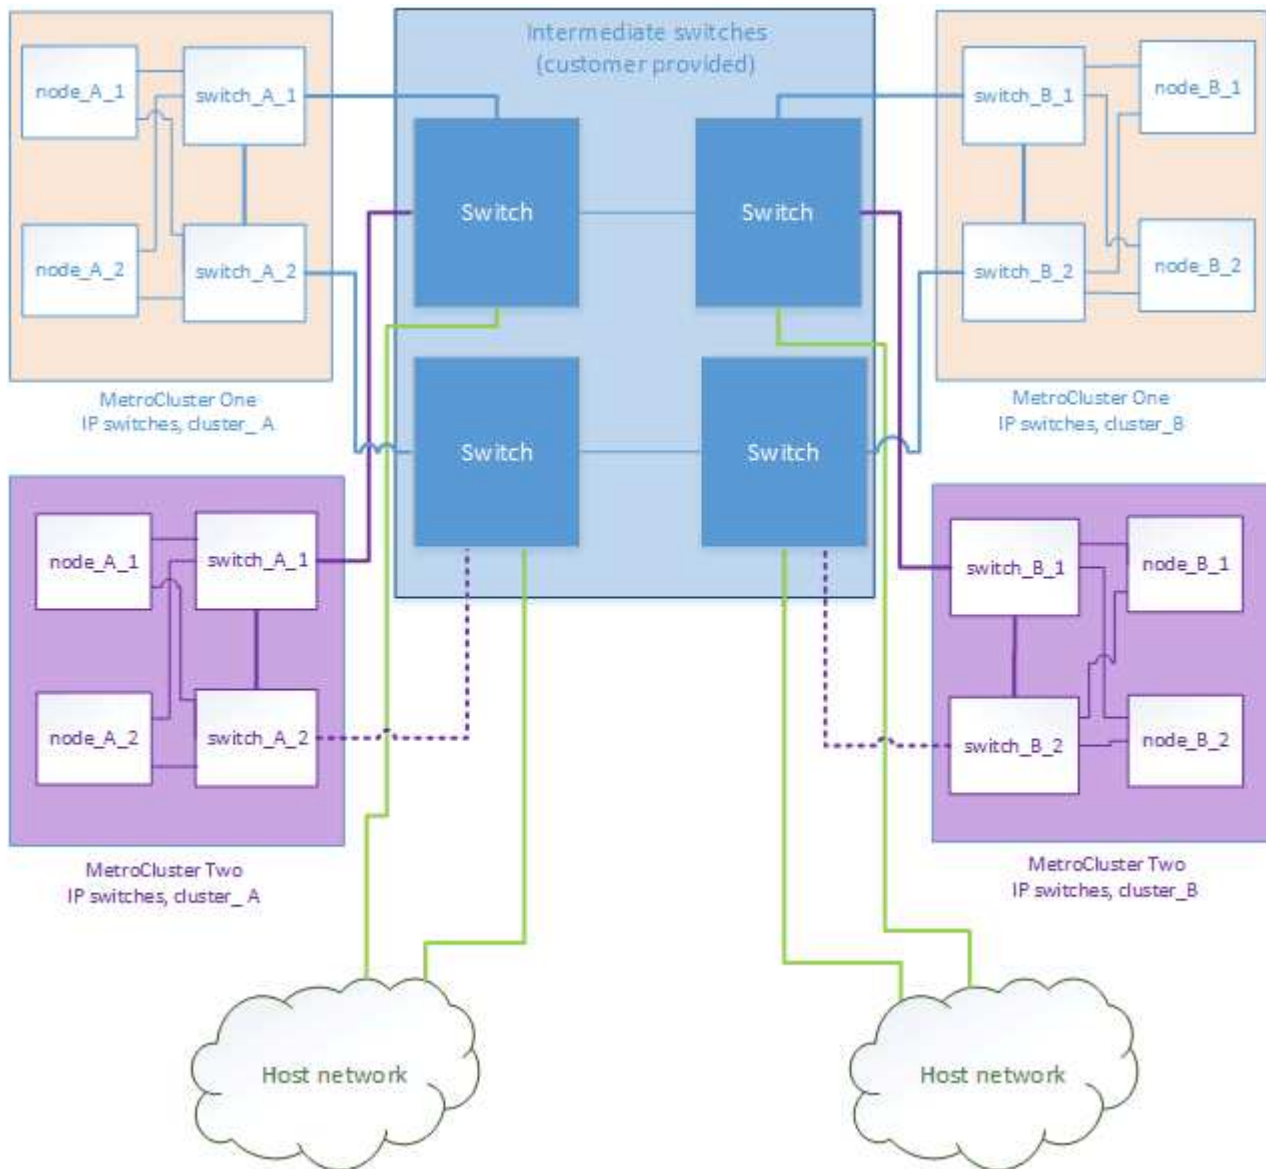 Intermediate switches
(customer provided)
node_A_1
switch_A_1
node_A_2
switch_A_2
MetroCluster One
IP switches, cluster_ A
Switch
Switch
Switch
Switch
switch_B_1
node_B_1
switch_B_2
node_B_2
MetroCluster One
IP switches, cluster_B
node_A_1
switch_A_1
node_A_2
switch_A_2
MetroCluster Two
IP switches, cluster_ A
switch_B_1
node_B_1
switch_B_2
node_B_2
MetroCluster Two
IP switches, cluster_B
Host network
Host network